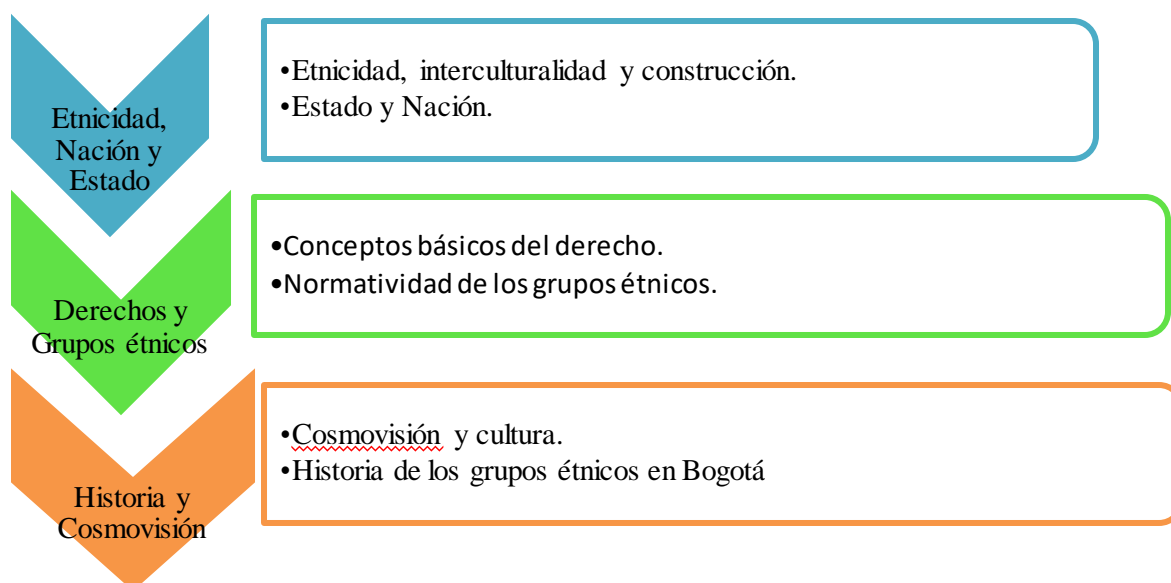 Etnicidad,
Nación y
Estado
•Etnicidad, interculturalidad y construcción.
•Estado y Nación.
Derechos y
Grupos étnicos
•Conceptos básicos del derecho.
•Normatividad de los grupos étnicos.
Historia y
Cosmovisión
•Cosmovisión y cultura.
•Historia de los grupos étnicos en Bogotá